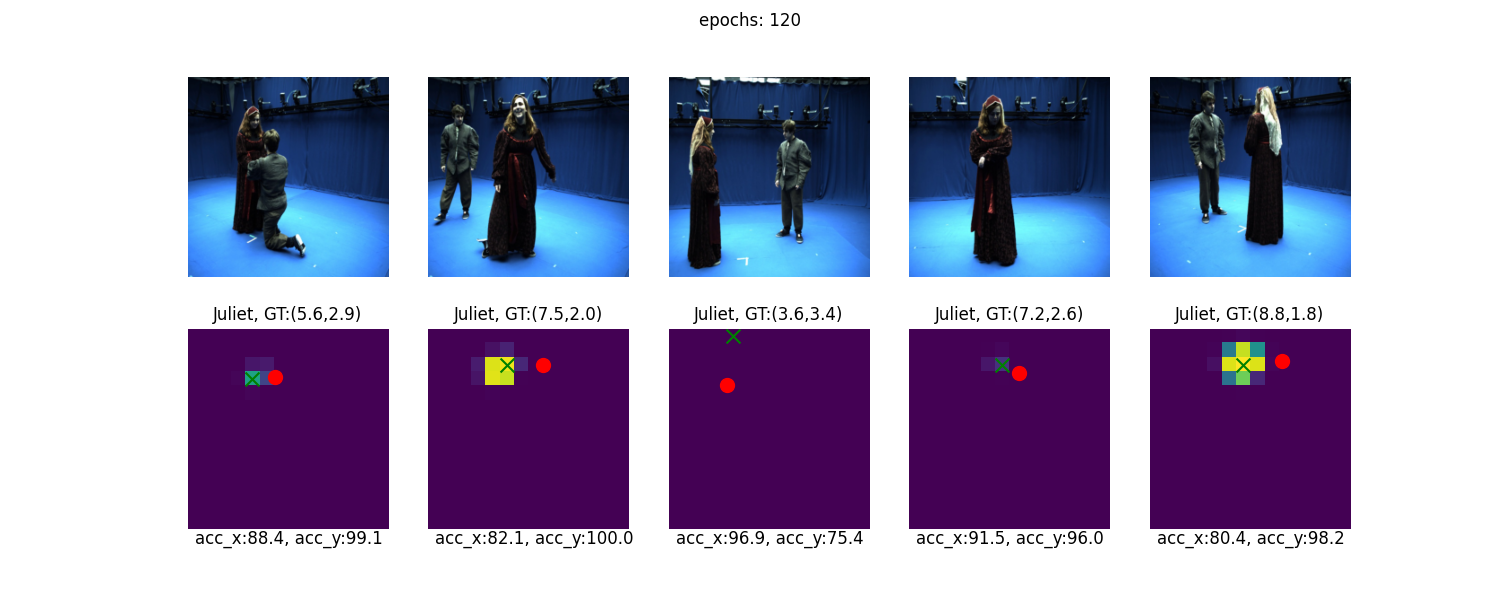 epochs: 120
Juliet, GT:(5.6,2.9)
Juliet, GT:(7.5,2.0)
Juliet, GT:(3.6,3.4)
Juliet, GT:(7.2,2.6)
Juliet, GT:(8.8,1.8)
acc_x:88.4, acc_y:99.1
acc_x:82.1, acc_y:100.0
acc_x:96.9, acc_y:75.4
acc_x:91.5, acc_y:96.0
acc_x:80.4, acc_y:98.2